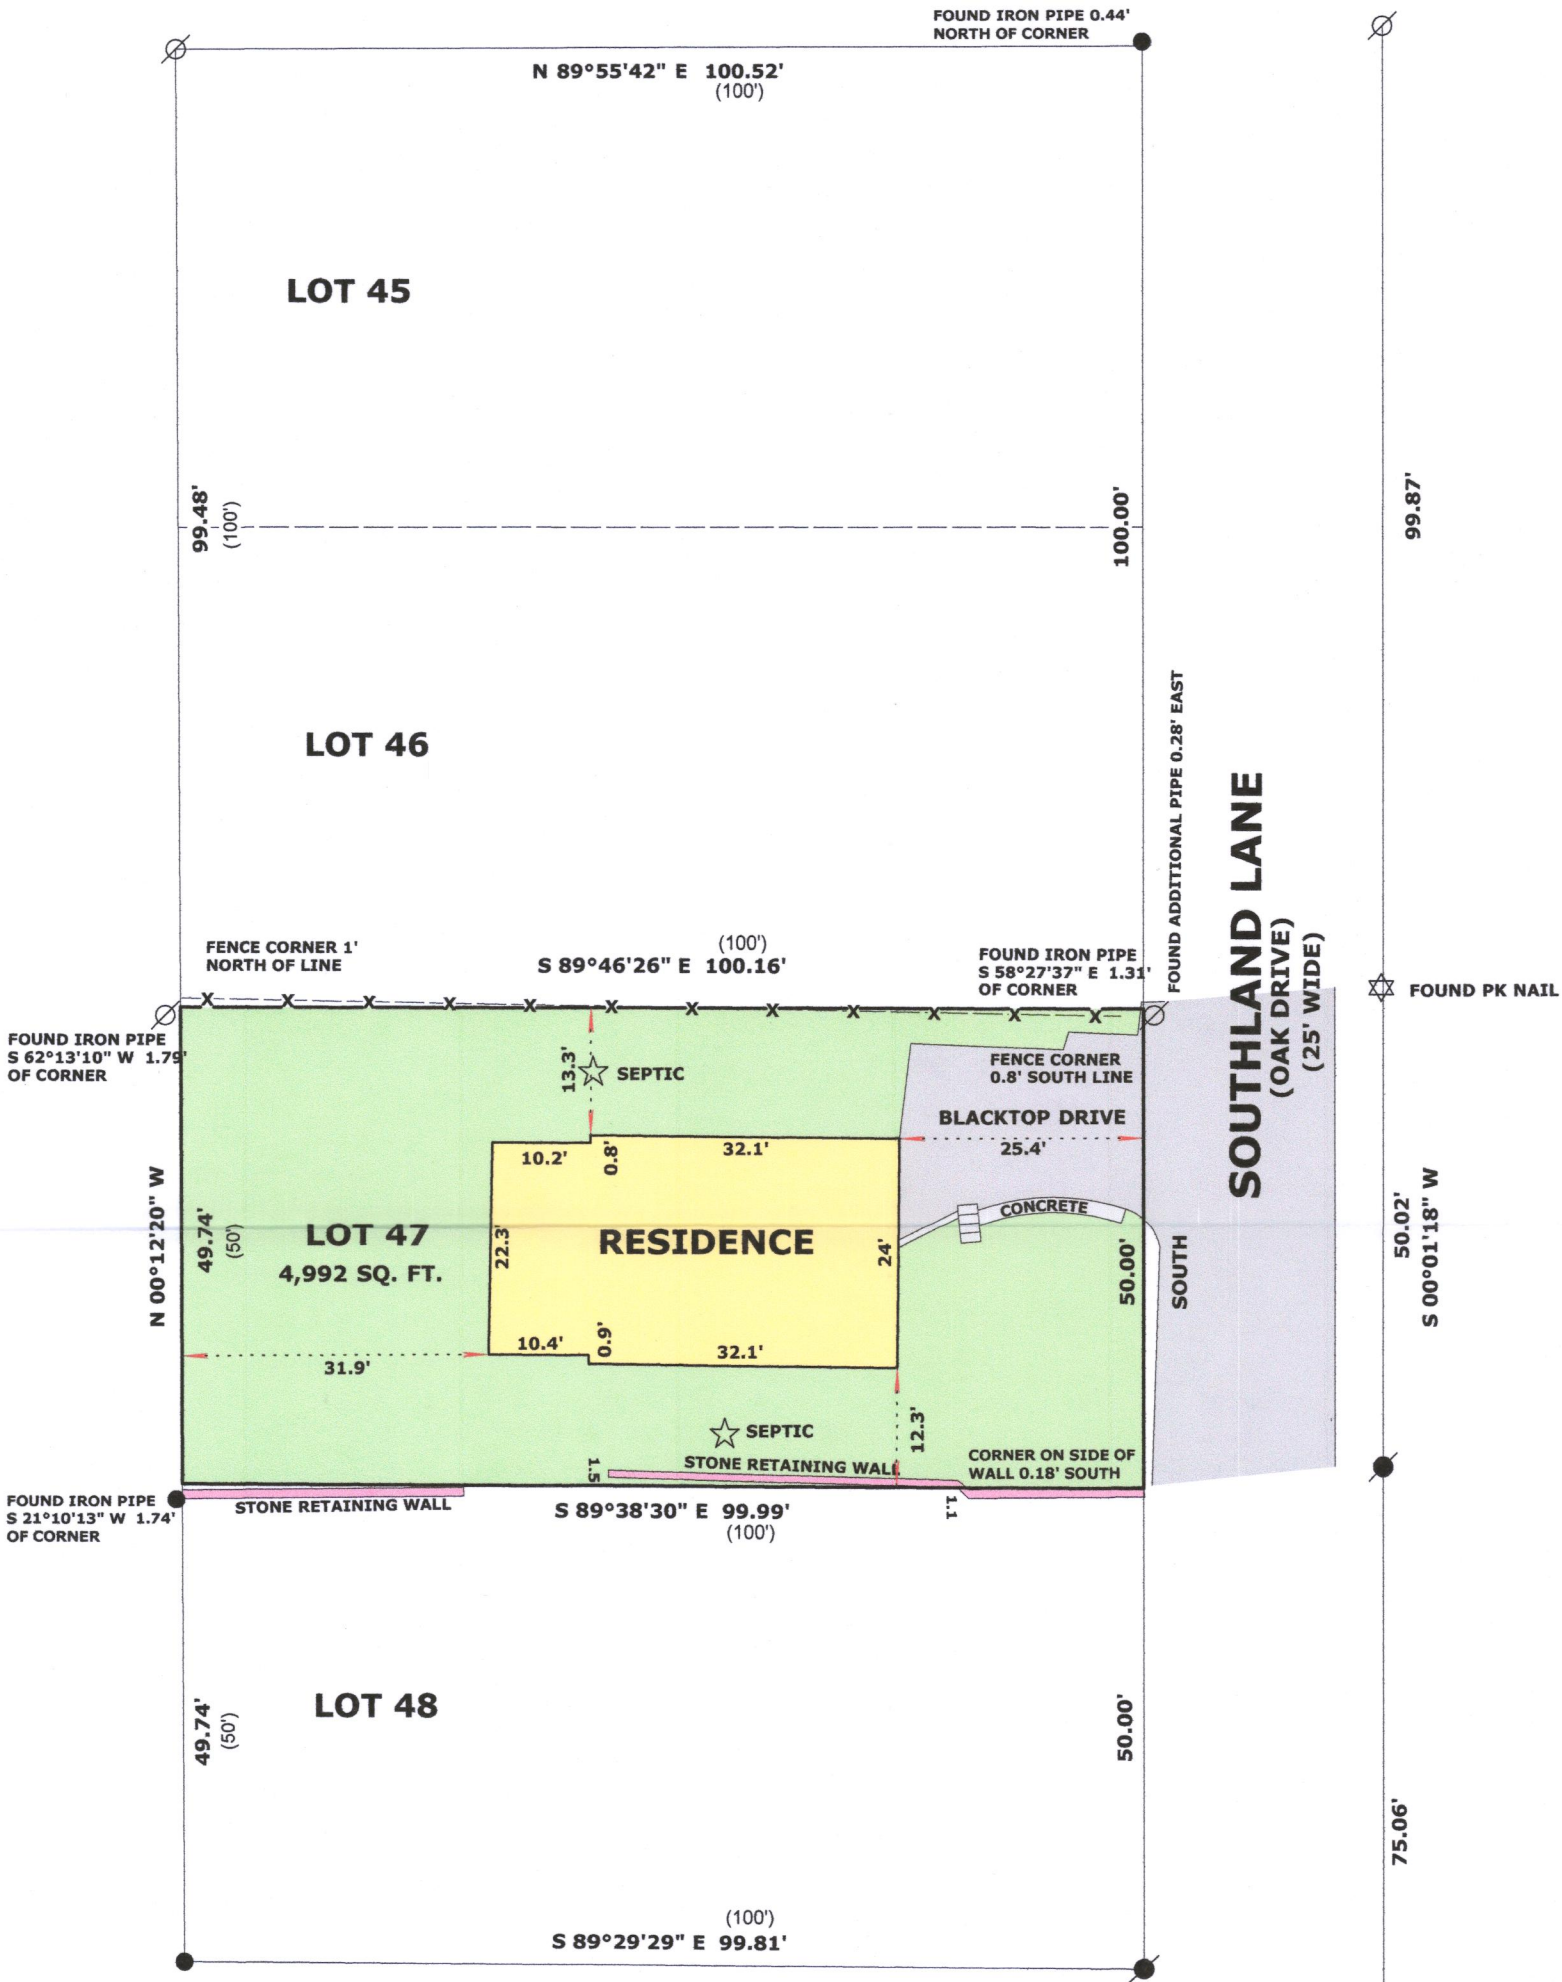 FOUND IRON PIPE 0.44'
NORTH OF CORNER
N 89°55'42" E 100.52'
(100')
LOT 45
99.48'
(100')
100.00'
99.87'
LOT 46
FOUND ADDITIONAL PIPE 0.28' EAST
SOUTHLAND LANE
(OAK DRIVE)
(25' WIDE)
FOUND PK NAIL
FENCE CORNER 1'
NORTH OF LINE
(100')
S 89°46'26" E 100.16'
FOUND IRON PIPE
S 58°27'37" E 1.31'
OF CORNER
X X X X X X X X X X X X
FOUND IRON PIPE
S 62°13'10" W 1.79'
OF CORNER
13.3'
SEPTIC
FENCE CORNER
0.8' SOUTH LINE
BLACKTOP DRIVE
25.4'
10.2'
0.8'
32.1'
N 00°12'20" W
49.74'
(50')
LOT 47
4,992 SQ. FT.
22.3'
RESIDENCE
24'
CONCRETE
50.00'
SOUTH
50.02'
S 00°01'18" W
10.4'
0.9'
32.1'
31.9'
12.3'
SEPTIC
1.5
STONE RETAINING WALL
CORNER ON SIDE OF
WALL 0.18' SOUTH
FOUND IRON PIPE
S 21°10'13" W 1.74'
OF CORNER
STONE RETAINING WALL
S 89°38'30" E 99.99'
(100')
1.1
49.74'
(50')
LOT 48
50.00'
75.06'
(100')
S 89°29'29" E 99.81'